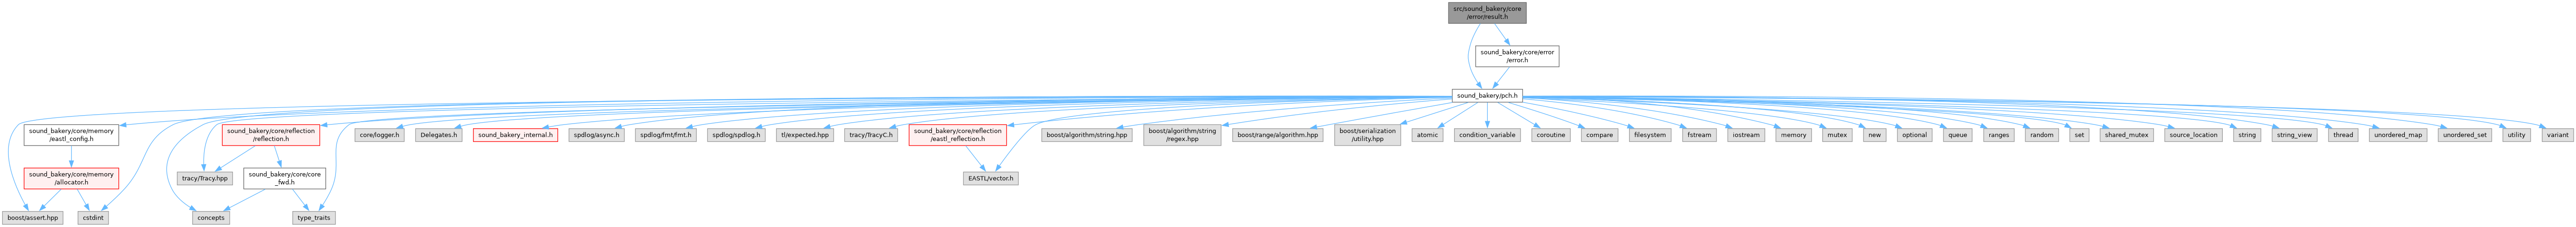 src/sound_bakery/core
/error/result.h
sound_bakery/core/error
/error.h
sound_bakery/pch.h
sound_bakery/core/memory
/eastl_config.h
sound_bakery/core/reflection
/reflection.h
core/logger.h
Delegates.h
sound_bakery_internal.h
spdlog/async.h
spdlog/fmt/fmt.h
spdlog/spdlog.h
tl/expected.hpp
tracy/TracyC.h
sound_bakery/core/reflection
/eastl_reflection.h
boost/algorithm/string.hpp
boost/algorithm/string
/regex.hpp
boost/range/algorithm.hpp
boost/serialization
/utility.hpp
atomic
condition_variable
coroutine
compare
filesystem
fstream
iostream
memory
mutex
new
optional
queue
ranges
random
set
shared_mutex
source_location
string
string_view
thread
unordered_map
unordered_set
utility
variant
sound_bakery/core/memory
/allocator.h
tracy/Tracy.hpp
sound_bakery/core/core
_fwd.h
EASTL/vector.h
boost/assert.hpp
cstdint
concepts
type_traits